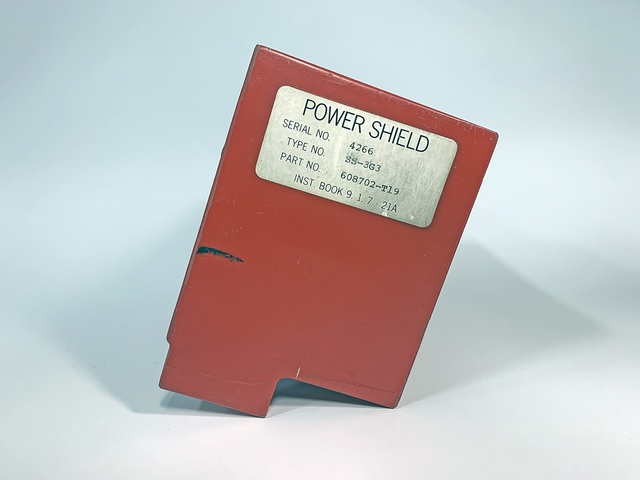 POWER SHIELD
SERIAL NO. 4266
TYPE NO. SS-3G3
PART NO. 608702-T19
INST. BOOK 9.1.7 21A